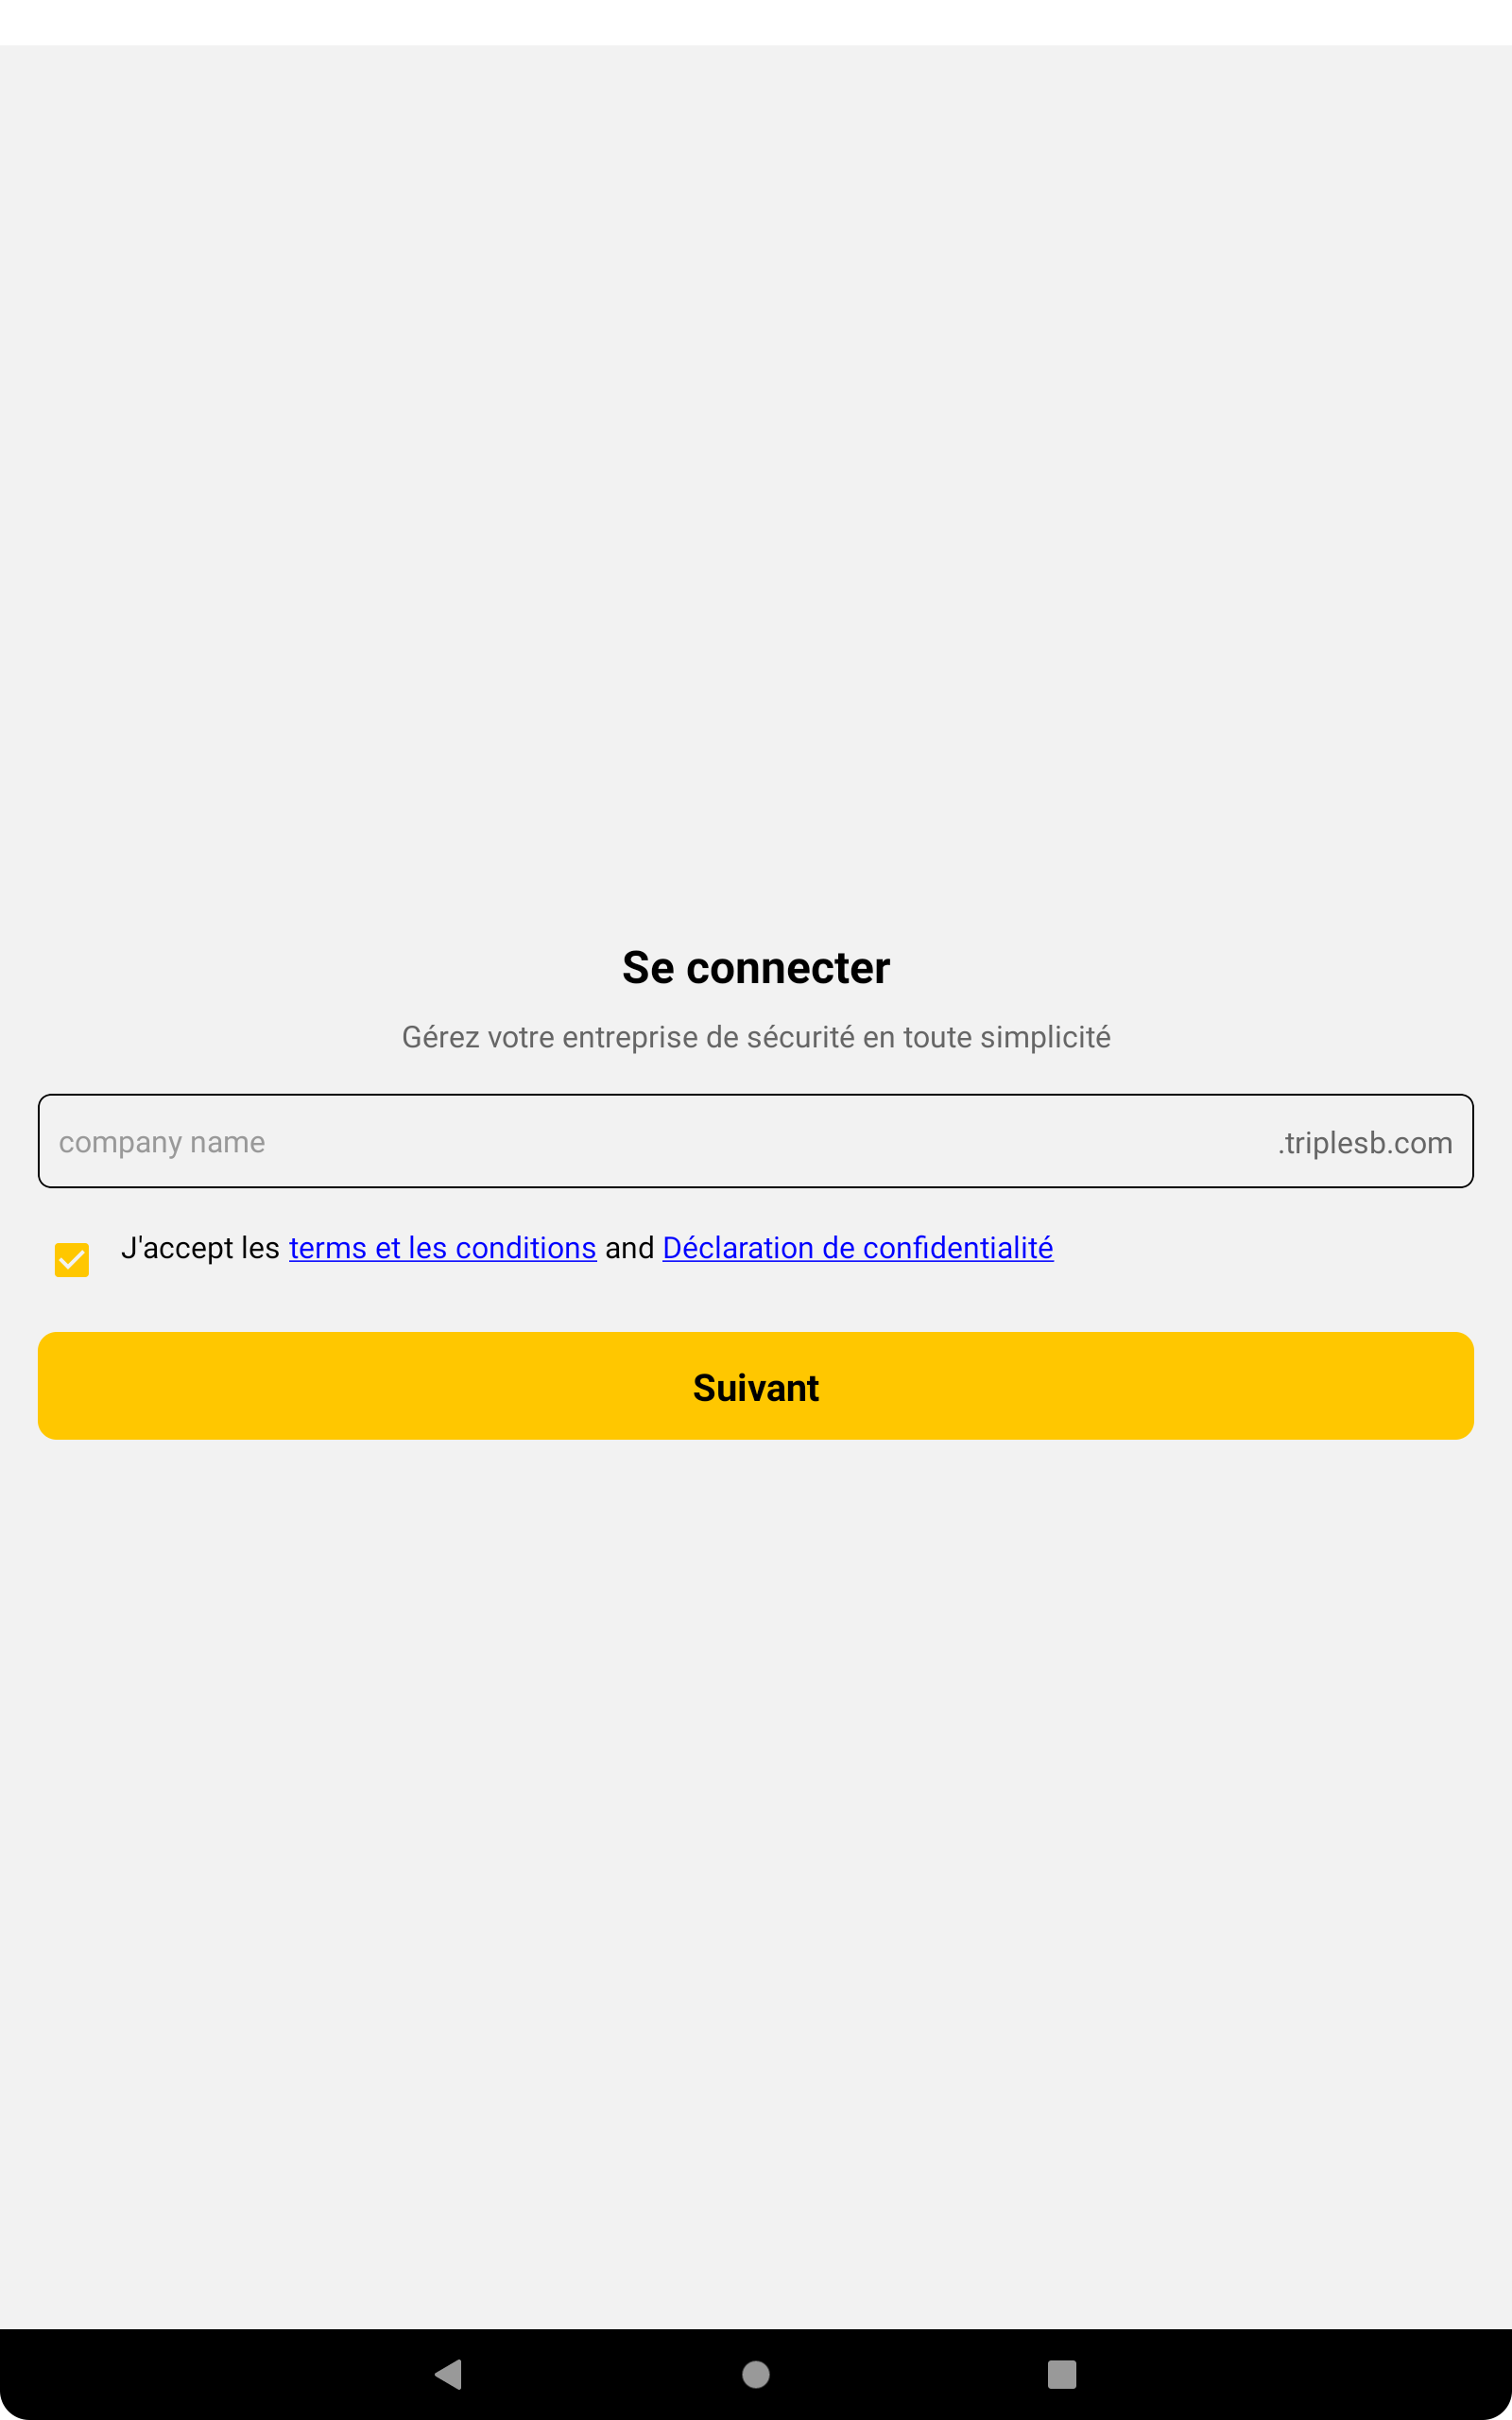 Se connecter
Gérez votre entreprise de sécurité en toute simplicité
company name .triplesb.com
J'accept les terms et les conditions and Déclaration de confidentialité
Suivant